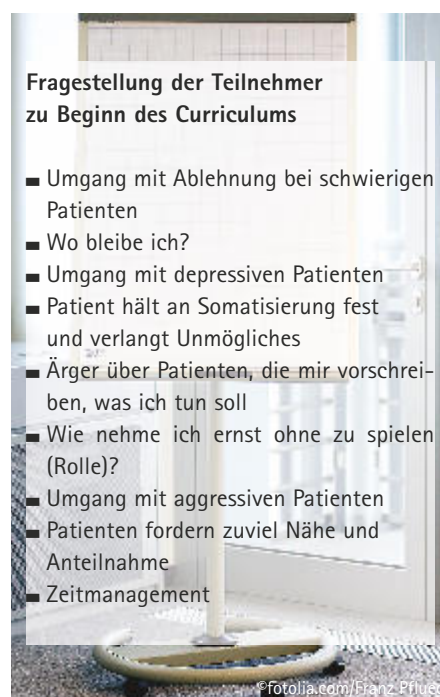 Fragestellung der Teilnehmer
zu Beginn des Curriculums
Umgang mit Ablehnung bei schwierigen
Patienten
Wo bleibe ich?
Umgang mit depressiven Patienten
Patient hält an Somatisierung fest
und verlangt Unmögliches
Ärger über Patienten, die mir vorschrei-
ben, was ich tun soll
Wie nehme ich ernst ohne zu spielen
(Rolle)?
Umgang mit aggressiven Patienten
Patienten fordern zuviel Nähe und
Anteilnahme
Zeitmanagement
©fotolia.com/Franz Pflue